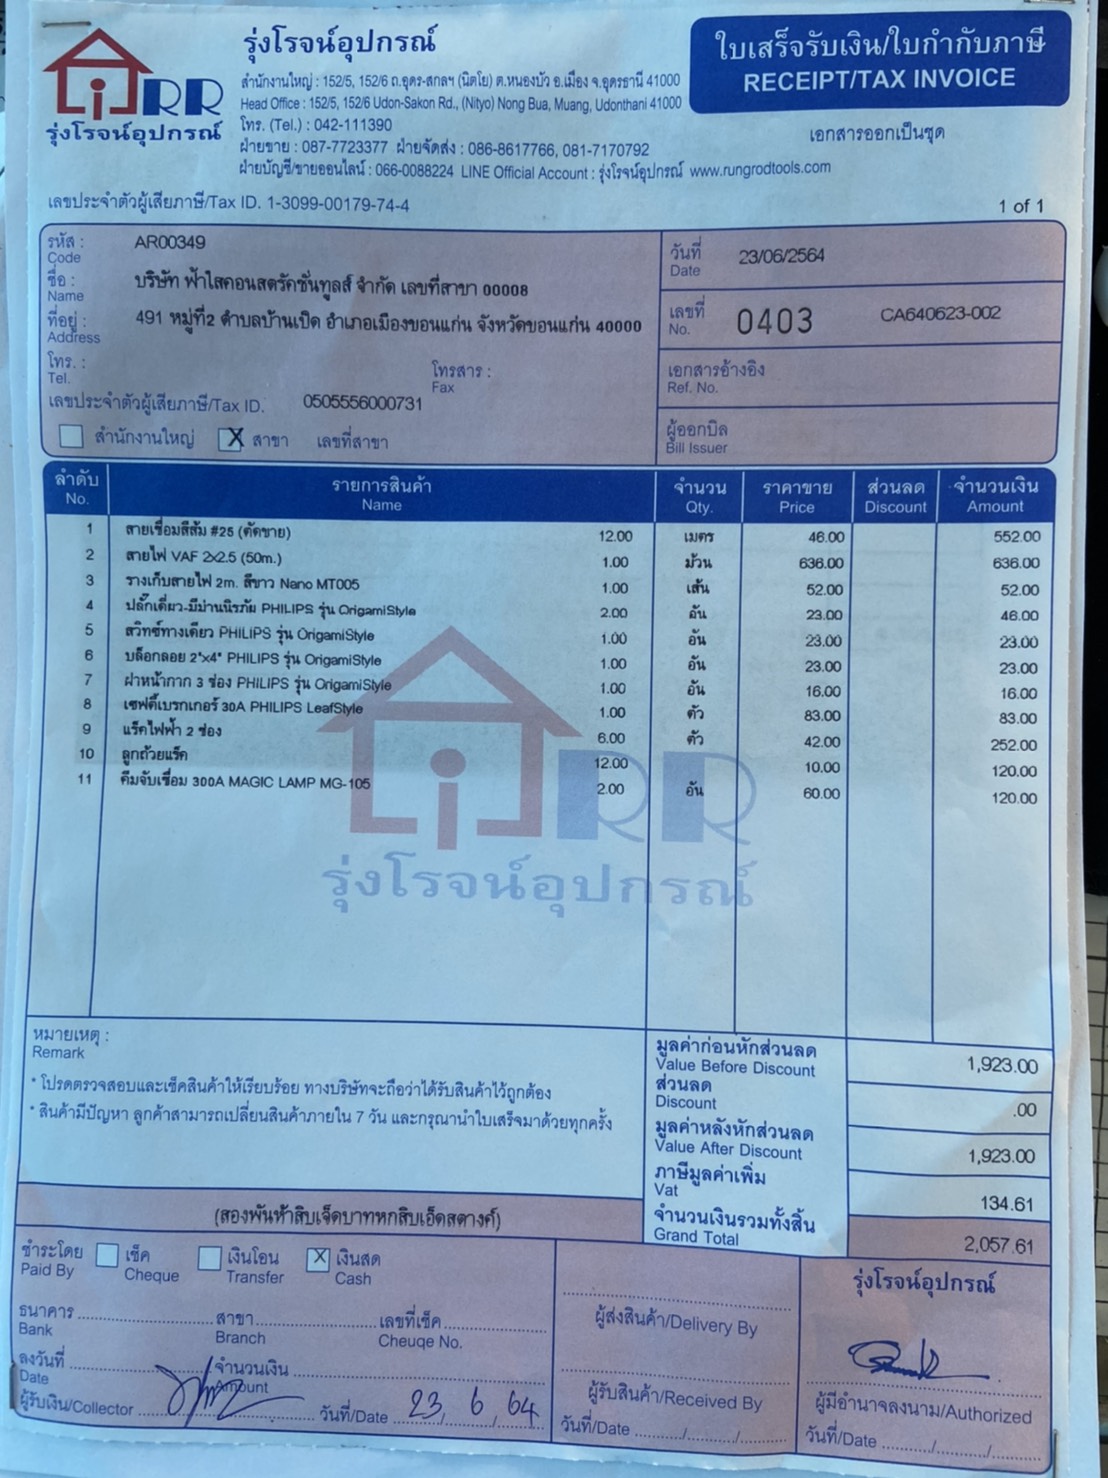 รุ่งโรจน์อุปกรณ์
สำนักงานใหญ่ : 152/5, 152/6 ถ.อุดร-สกลฯ (นิตโย) ต.หนองบัว อ.เมือง จ.อุดรธานี 41000
Head Office : 152/5, 152/6 Udon-Sakon Rd., (Nityo) Nong Bua, Muang, Udonthani 41000
โทร. (Tel.) : 042-111390
ฝ่ายขาย : 087-7723377 ฝ่ายจัดส่ง : 086-8617766, 081-7170792
ฝ่ายบัญชี/ขายออนไลน์ : 066-0088224 LINE Official Account : รุ่งโรจน์อุปกรณ์ www.rungrodtools.com
RR
รุ่งโรจน์อุปกรณ์
ใบเสร็จรับเงิน/ใบกำกับภาษี
RECEIPT/TAX INVOICE
เอกสารออกเป็นชุด
เลขประจำตัวผู้เสียภาษี/Tax ID. 1-3099-00179-74-4
1 of 1
รหัส : AR00349
Code
ชื่อ : บริษัท ฟ้าใสคอนสตรัคชั่นทูลส์ จำกัด เลขที่สาขา 00008
Name
ที่อยู่ : 491 หมู่ที่2 ตำบลบ้านเป็ด อำเภอเมืองขอนแก่น จังหวัดขอนแก่น 40000
Address
โทร. : โทรสาร :
Tel. Fax
เลขประจำตัวผู้เสียภาษี/Tax ID. 0505556000731
สำนักงานใหญ่ X สาขา เลขที่สาขา
วันที่ 23/06/2564
Date
เลขที่ 0403 CA640623-002
No.
เอกสารอ้างอิง
Ref. No.
ผู้ออกบิล
Bill Issuer
ลำดับ รายการสินค้า จำนวน ราคาขาย ส่วนลด จำนวนเงิน
No. Name Qty. Price Discount Amount
1 สายเชื่อมสีส้ม #25 (ตัดขาย) 12.00 เมตร 46.00 552.00
2 สายไฟ VAF 2x2.5 (50m.) 1.00 ม้วน 636.00 636.00
3 รางเก็บสายไฟ 2m. สีขาว Nano MT005 1.00 เส้น 52.00 52.00
4 ปลั๊กเดี่ยว-มีม่านนิรภัย PHILIPS รุ่น OrigamiStyle 2.00 อัน 23.00 46.00
5 สวิทซ์ทางเดียว PHILIPS รุ่น OrigamiStyle 1.00 อัน 23.00 23.00
6 บล็อกลอย 2"x4" PHILIPS รุ่น OrigamiStyle 1.00 อัน 23.00 23.00
7 ฝาหน้ากาก 3 ช่อง PHILIPS รุ่น OrigamiStyle 1.00 อัน 16.00 16.00
8 เซฟตี้เบรกเกอร์ 30A PHILIPS LeafStyle 1.00 ตัว 83.00 83.00
9 แร็คไฟฟ้า 2 ช่อง 6.00 ตัว 42.00 252.00
10 ลูกถ้วยแร็ค 12.00 10.00 120.00
11 คีมจับเชื่อม 300A MAGIC LAMP MG-105 2.00 อัน 60.00 120.00
RR
รุ่งโรจน์อุปกรณ์
หมายเหตุ :
Remark
* โปรดตรวจสอบและเช็คสินค้าให้เรียบร้อย ทางบริษัทจะถือว่าได้รับสินค้าไว้ถูกต้อง
* สินค้ามีปัญหา ลูกค้าสามารถเปลี่ยนสินค้าภายใน 7 วัน และกรุณานำใบเสร็จมาด้วยทุกครั้ง
มูลค่าก่อนหักส่วนลด 1,923.00
Value Before Discount
ส่วนลด .00
Discount
มูลค่าหลังหักส่วนลด 1,923.00
Value After Discount
ภาษีมูลค่าเพิ่ม 134.61
Vat
จำนวนเงินรวมทั้งสิ้น 2,057.61
Grand Total
(สองพันห้าสิบเจ็ดบาทหกสิบเอ็ดสตางค์)
ชำระโดย เช็ค เงินโอน X เงินสด
Paid By Cheque Transfer Cash
ธนาคาร สาขา เลขที่เช็ค
Bank Branch Cheuqe No.
ลงวันที่ จำนวนเงิน
Date Amount
ผู้รับเงิน/Collector วันที่/Date 23, 6, 64
ผู้ส่งสินค้า/Delivery By
ผู้รับสินค้า/Received By
วันที่/Date ......../......../........
รุ่งโรจน์อุปกรณ์
ผู้มีอำนาจลงนาม/Authorized
วันที่/Date ......../......../........